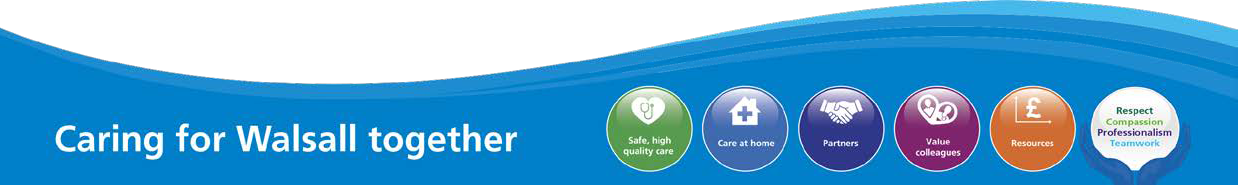 Caring for Walsall together
Safe, high
quality care
Care at home
Partners
Value
colleagues
£
Resources
Respect
Compassion
Professionalism
Teamwork